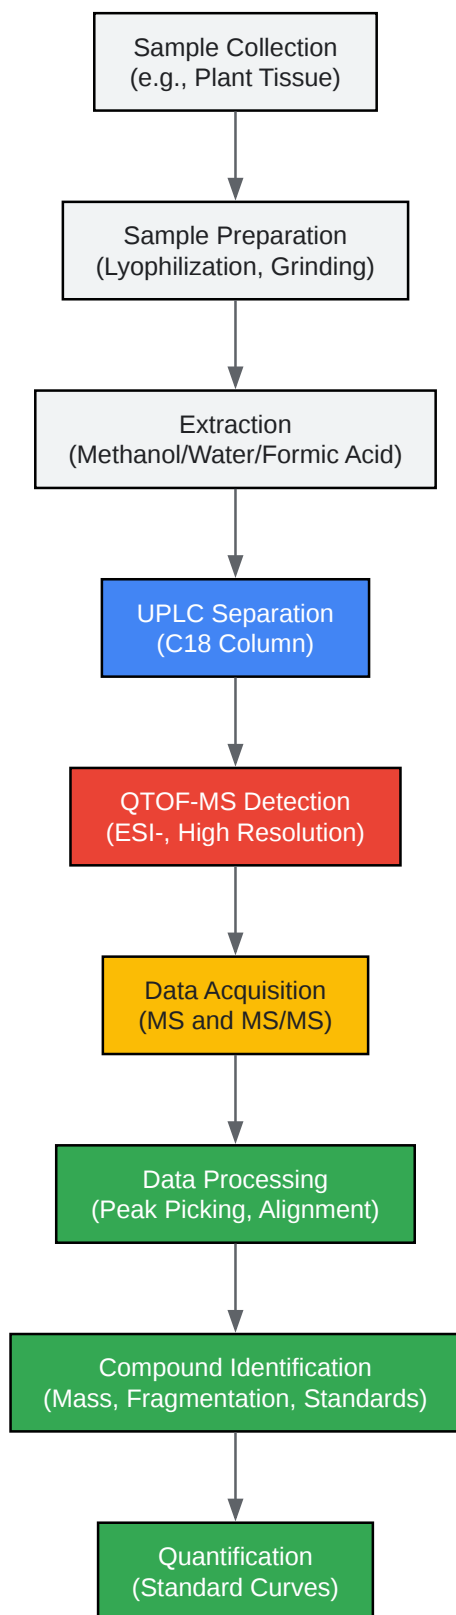 Sample Collection
(e.g., Plant Tissue)
Sample Preparation
(Lyophilization, Grinding)
Extraction
(Methanol/Water/Formic Acid)
UPLC Separation
(C18 Column)
QTOF-MS Detection
(ESI-, High Resolution)
Data Acquisition
(MS and MS/MS)
Data Processing
(Peak Picking, Alignment)
Compound Identification
(Mass, Fragmentation, Standards)
Quantification
(Standard Curves)